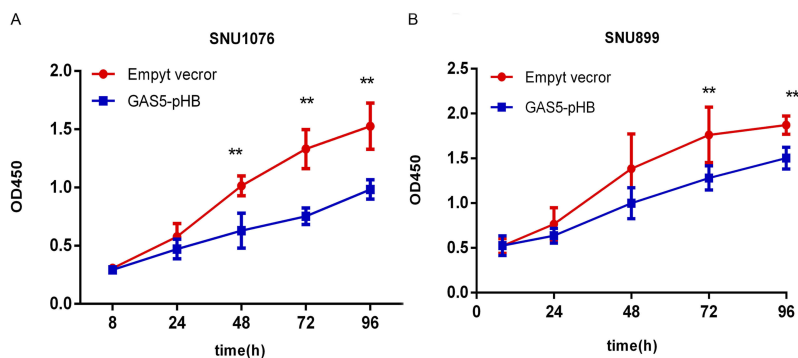 A
SNU1076
Empyt vecror
GAS5-pHB
**
**
**
OD450
2.0
1.5
1.0
0.5
0.0
8
24
48
72
96
time(h)
B
SNU899
Empyt vecror
GAS5-pHB
**
**
OD450
2.5
2.0
1.5
1.0
0.5
0.0
0
24
48
72
96
time(h)